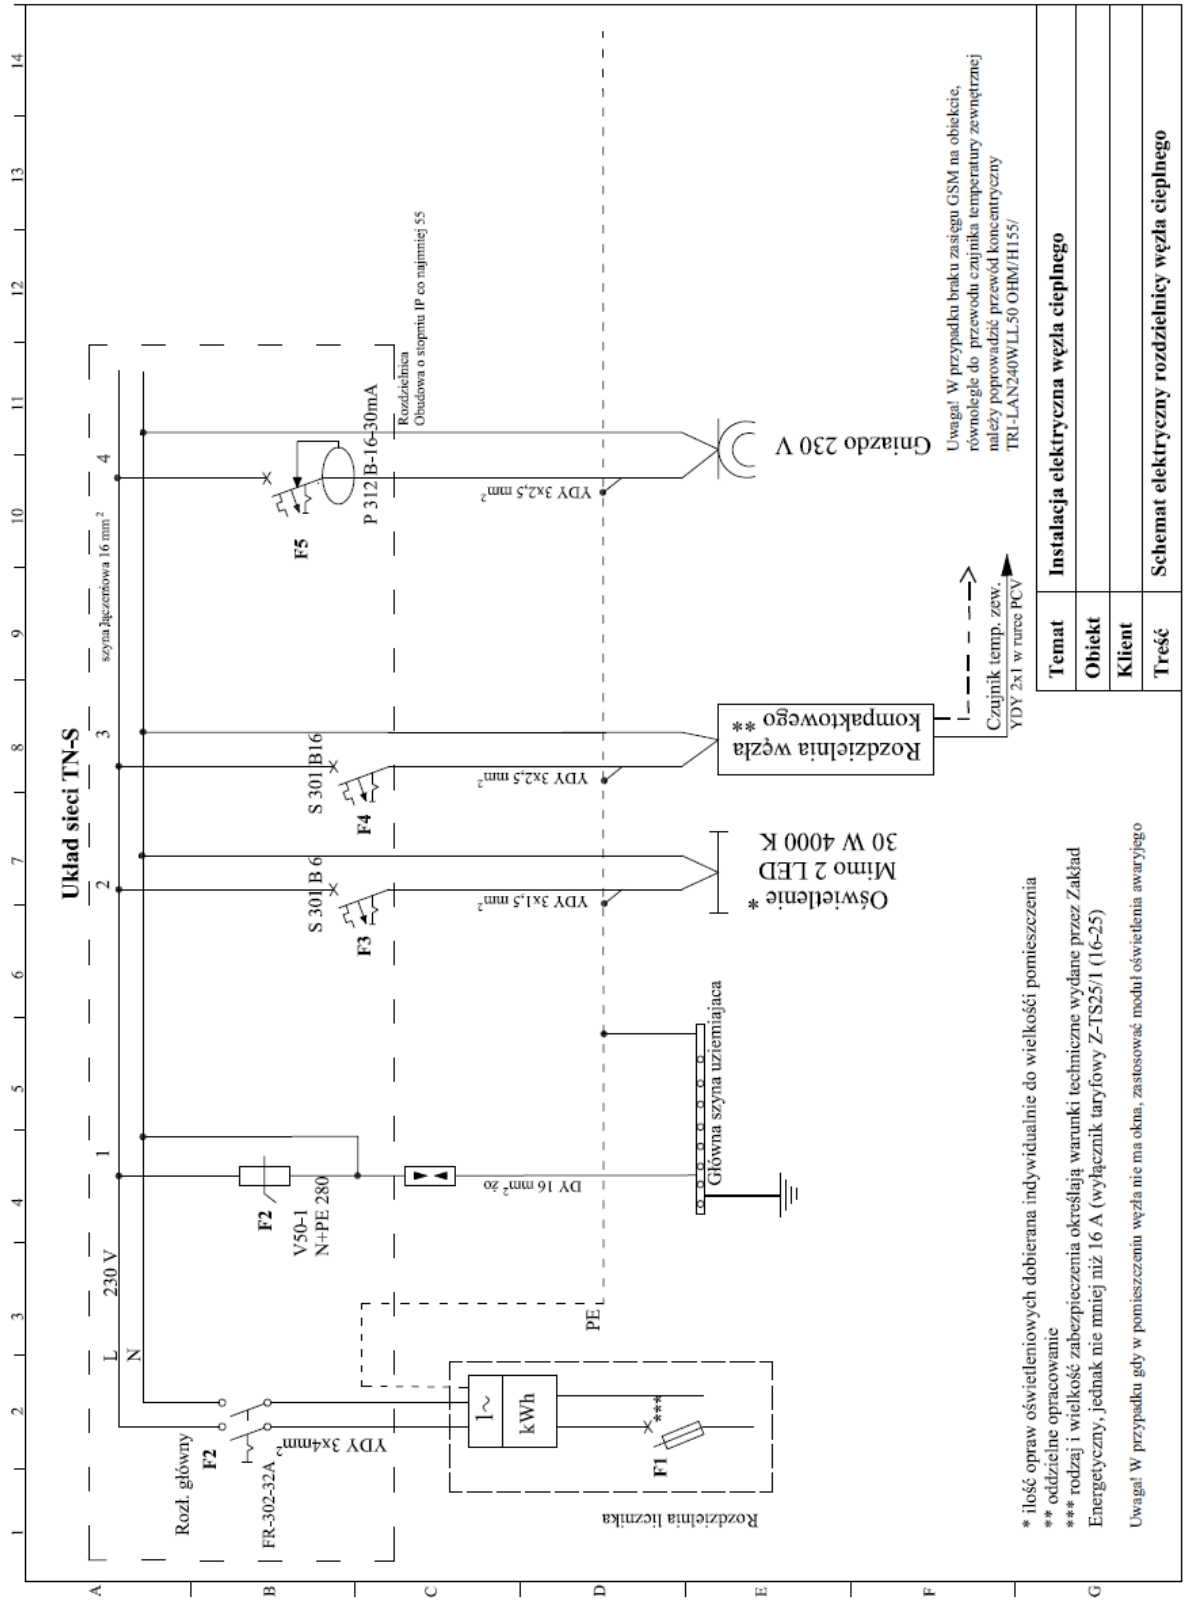 1 2 3 4 5 6 7 8 9 10 11 12 13 14
A
B
C
D
E
F
G
Układ sieci TN-S
L
N
230 V
1
2
3
4
szyna łączeniowa 16 mm²
Rozł. główny
F2
FR-302-32A
YDY 3x4mm²
F2
V50-1
N+PE 280
S 301 B 6
F3
S 301 B16
F4
F5
P 312 B-16-30mA
Rozdzielnica
Obudowa o stopniu IP co najmniej 55
1~
kWh
F1
***
Rozdzielnia licznika
PE
DY 16 mm² żo
Główna szyna uziemiajaca
YDY 3x1,5 mm²
YDY 3x2,5 mm²
YDY 3x2,5 mm²
Oświetlenie *
Mimo 2 LED
30 W 4000 K
Rozdzielnia węzła
kompaktowego **
Gniazdo 230 V
Czujnik temp. zew.
YDY 2x1 w rurce PCV
Uwaga! W przypadku braku zasięgu GSM na obiekcie,
równolegle do przewodu czujnika temperatury zewnętrznej
należy poprowadzić przewód koncentryczny
TRI-LAN240WLL50 OHM/H155/
* ilość opraw oświetleniowych dobierana indywidualnie do wielkośći pomieszczenia
** oddzielne opracowanie
*** rodzaj i wielkość zabezpieczenia określają warunki techniczne wydane przez Zakład
Energetyczny, jednak nie mniej niż 16 A (wyłącznik taryfowy Z-TS25/1 (16-25)
Uwaga! W przypadku gdy w pomieszczeniu węzła nie ma okna, zastosować moduł oświetlenia awaryjego
Temat Instalacja elektryczna węzła cieplnego
Obiekt
Klient
Treść Schemat elektryczny rozdzielnicy węzła cieplnego